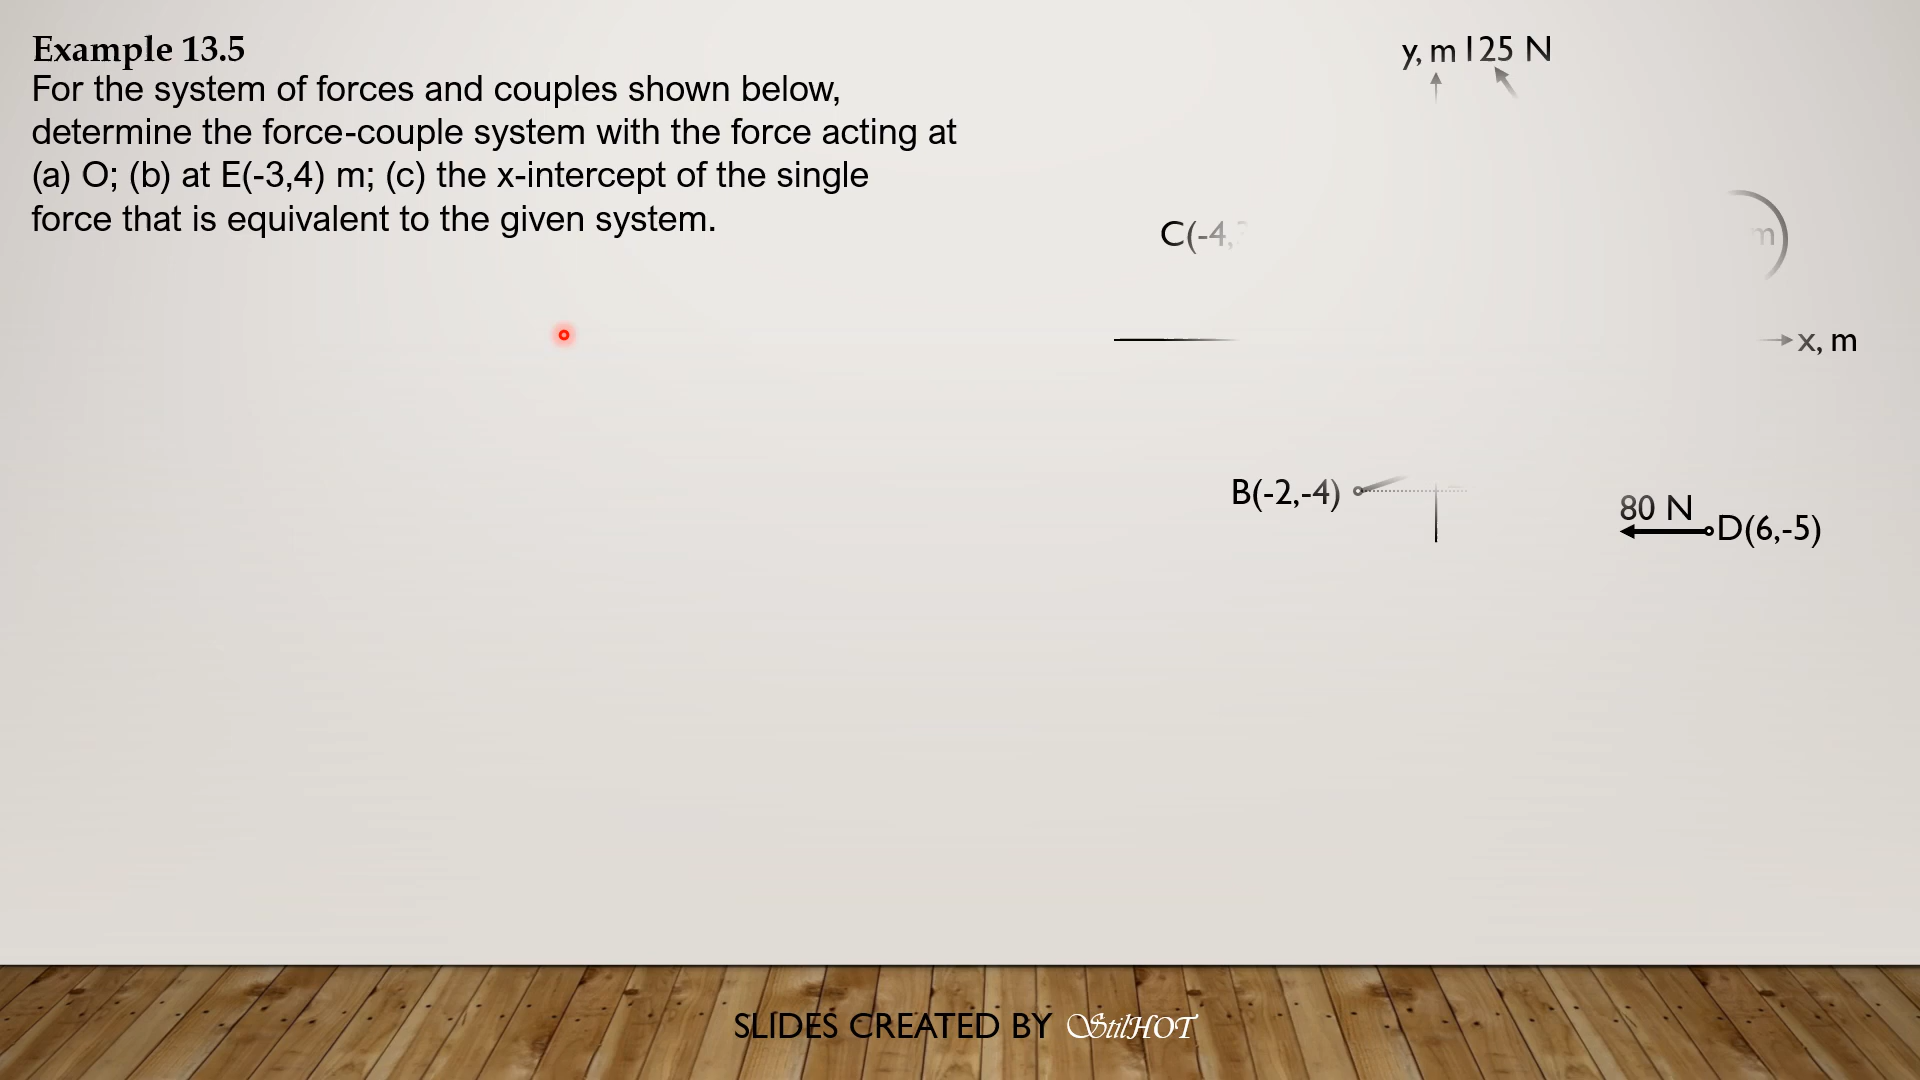 Example 13.5
For the system of forces and couples shown below,
determine the force-couple system with the force acting at
(a) O; (b) at E(-3,4) m; (c) the x-intercept of the single
force that is equivalent to the given system.
y, m
125 N
C(-4,
m
x, m
B(-2,-4)
80 N
D(6,-5)
SLIDES CREATED BY StilHOT